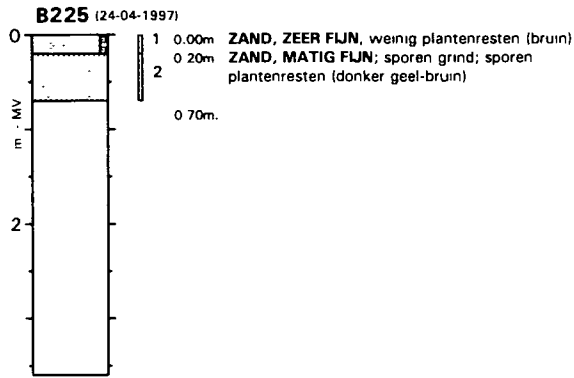 B225 (24-04-1997)
0
1 0.00m ZAND, ZEER FIJN, weinig plantenresten (bruin)
2 0 20m ZAND, MATIG FIJN; sporen grind; sporen
plantenresten (donker geel-bruin)
0 70m.
m - MV
2